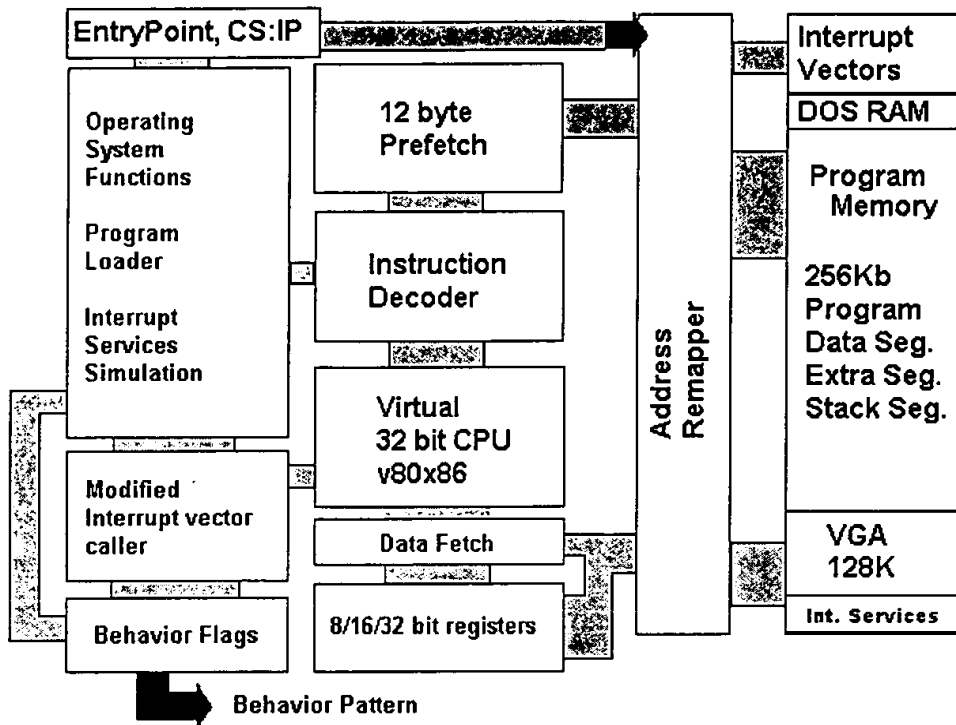 EntryPoint, CS:IP
Operating
System
Functions
Program
Loader
Interrupt
Services
Simulation
Modified
Interrupt vector
caller
Behavior Flags
Behavior Pattern
12 byte
Prefetch
Instruction
Decoder
Virtual
32 bit CPU
v80x86
Data Fetch
8/16/32 bit registers
Address
Remapper
Interrupt
Vectors
DOS RAM
Program
Memory
256Kb
Program
Data Seg.
Extra Seg.
Stack Seg.
VGA
128K
Int. Services